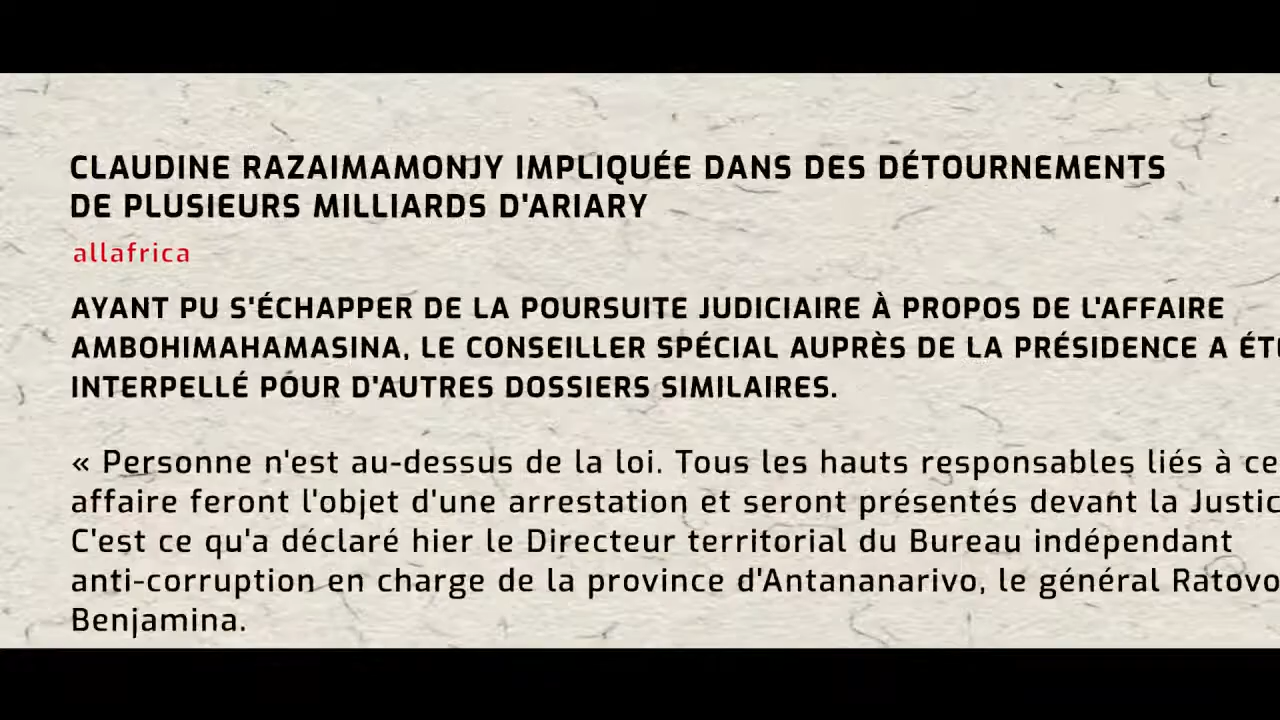 CLAUDINE RAZAIMAMONJY IMPLIQUÉE DANS DES DÉTOURNEMENTS
DE PLUSIEURS MILLIARDS D'ARIARY
allafrica
AYANT PU S'ÉCHAPPER DE LA POURSUITE JUDICIAIRE À PROPOS DE L'AFFAIRE
AMBOHIMAHAMASINA, LE CONSEILLER SPÉCIAL AUPRÈS DE LA PRÉSIDENCE A
INTERPELLÉ POUR D'AUTRES DOSSIERS SIMILAIRES.
« Personne n'est au-dessus de la loi. Tous les hauts responsables liés à
affaire feront l'objet d'une arrestation et seront présentés devant la
C'est ce qu'a déclaré hier le Directeur territorial du Bureau indépendant
anti-corruption en charge de la province d'Antananarivo, le général
Benjamina.